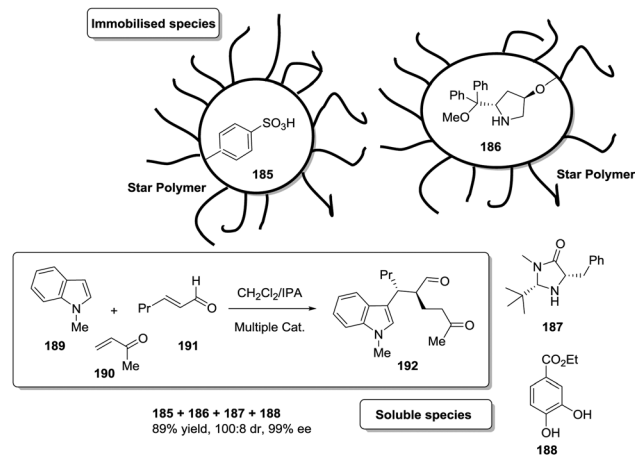 Immobilised species
SO3H
185
Star Polymer
Ph
Ph
O
MeO
HN
186
Star Polymer
N
Me
189
+
O
Me
190
Pr
H
O
191
CH2Cl2/IPA
Multiple Cat.
Pr
O
N
Me
O
Me
192
185 + 186 + 187 + 188
89% yield, 100:8 dr, 99% ee
Soluble species
Me
N
O
Ph
N
H
187
CO2Et
OH
OH
188